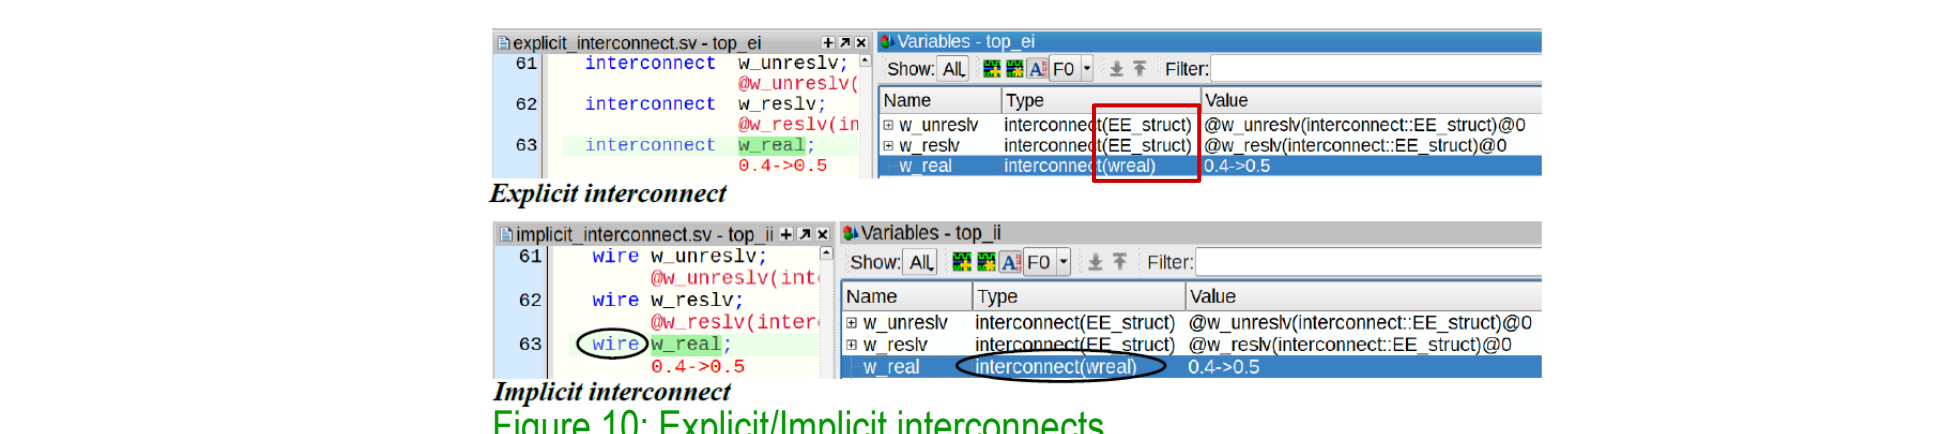 explicit_interconnect.sv - top_ei
61 interconnect w_unreslv;
@w_unreslv(
62 interconnect w_reslv;
@w_reslv(in
63 interconnect w_real;
0.4->0.5
Variables - top_ei
Show: All F0 Filter:
Name Type Value
w_unreslv interconnect(EE_struct) @w_unreslv(interconnect::EE_struct)@0
w_reslv interconnect(EE_struct) @w_reslv(interconnect::EE_struct)@0
w_real interconnect(wreal) 0.4->0.5
Explicit interconnect
implicit_interconnect.sv - top_ii
61 wire w_unreslv;
@w_unreslv(int
62 wire w_reslv;
@w_reslv(inter
63 wire w_real;
0.4->0.5
Variables - top_ii
Show: All F0 Filter:
Name Type Value
w_unreslv interconnect(EE_struct) @w_unreslv(interconnect::EE_struct)@0
w_reslv interconnect(EE_struct) @w_reslv(interconnect::EE_struct)@0
w_real interconnect(wreal) 0.4->0.5
Implicit interconnect
Figure 10: Explicit/Implicit interconnects